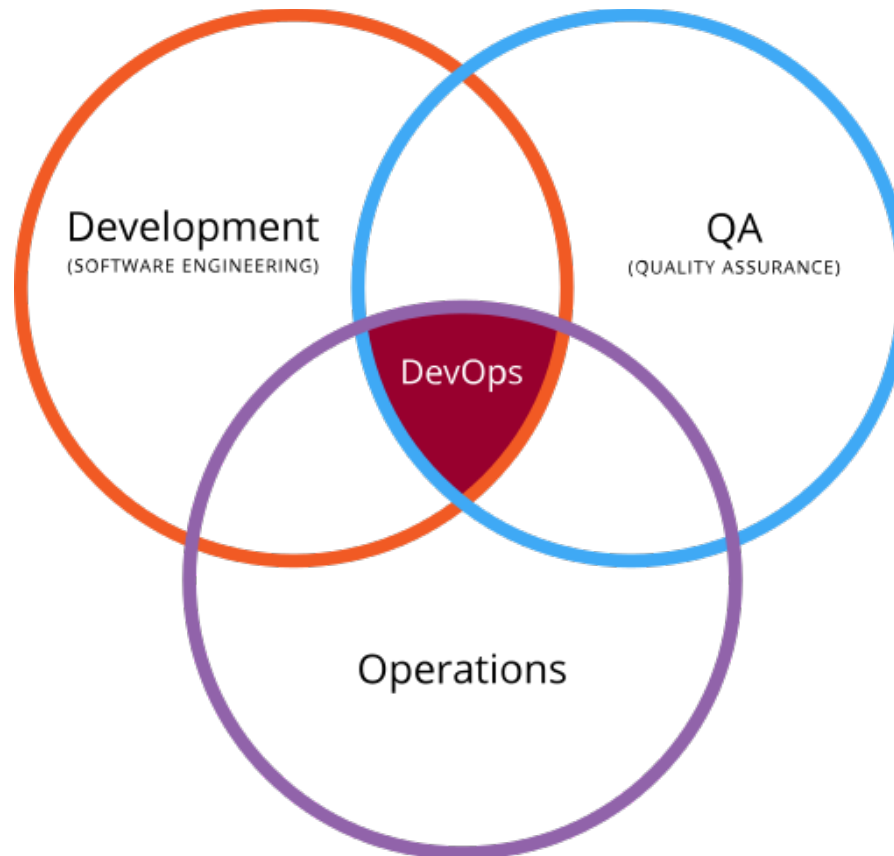 Development
(SOFTWARE ENGINEERING)
QA
(QUALITY ASSURANCE)
DevOps
Operations